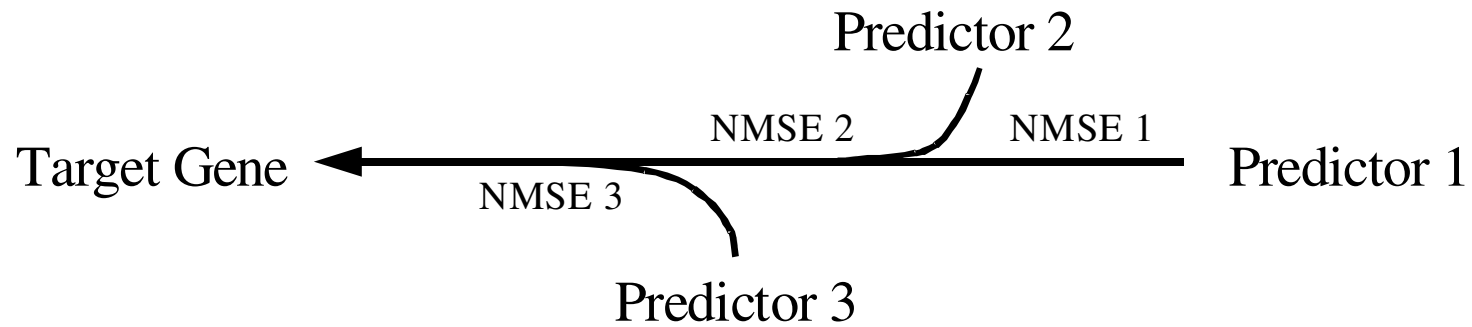 Predictor 2
NMSE 2
NMSE 1
Target Gene
Predictor 1
NMSE 3
Predictor 3